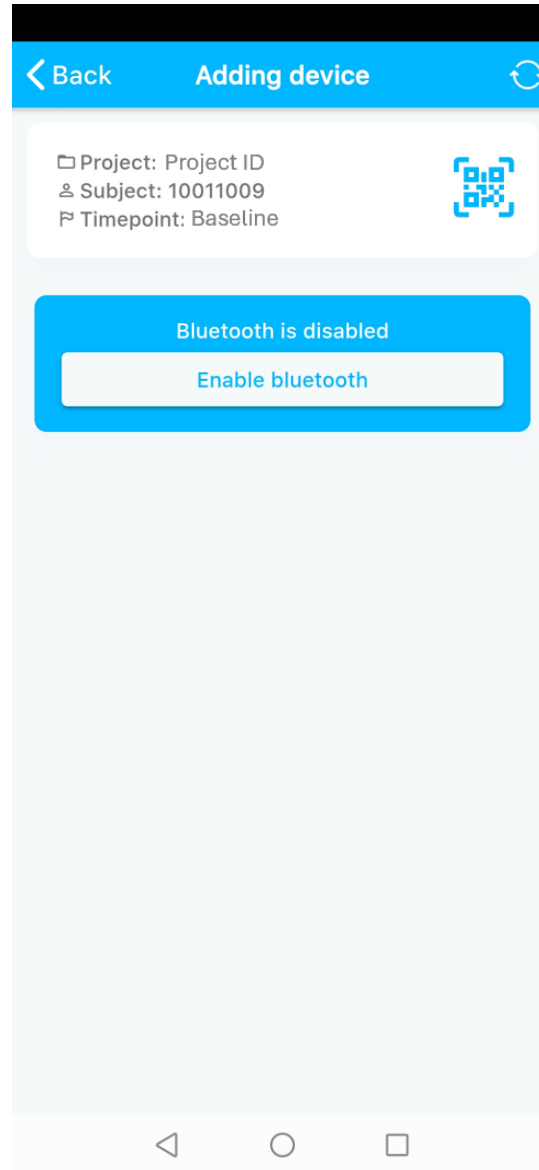 Back
Adding device
Project: Project ID
Subject: 10011009
Timepoint: Baseline
Bluetooth is disabled
Enable bluetooth